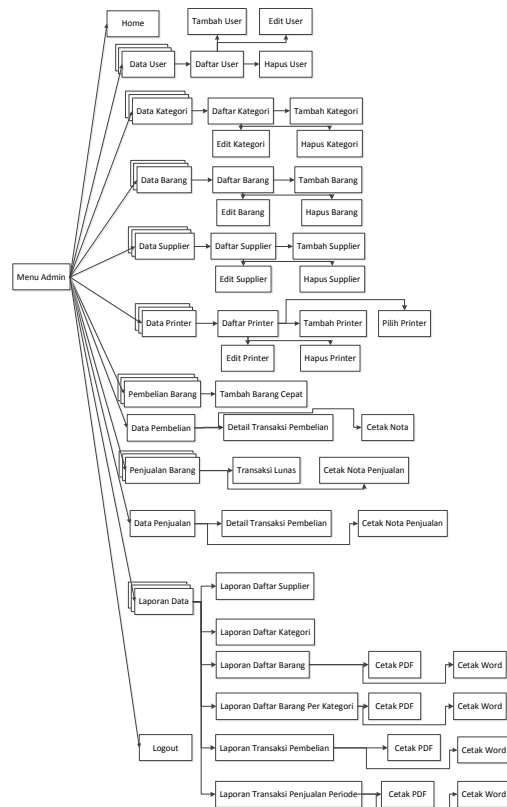 Home
Tambah User
Edit User
Data User
Daftar User
Hapus User
Data Kategori
Daftar Kategori
Tambah Kategori
Edit Kategori
Hapus Kategori
Data Barang
Daftar Barang
Tambah Barang
Edit Barang
Hapus Barang
Data Supplier
Daftar Supplier
Tambah Supplier
Edit Supplier
Hapus Supplier
Menu Admin
Data Printer
Daftar Printer
Tambah Printer
Pilih Printer
Edit Printer
Hapus Printer
Pembelian Barang
Tambah Barang Cepat
Data Pembelian
Detail Transaksi Pembelian
Cetak Nota
Penjualan Barang
Transaksi Lunas
Cetak Nota Penjualan
Data Penjualan
Detail Transaksi Pembelian
Cetak Nota Penjualan
Laporan Daftar Supplier
Laporan Data
Laporan Daftar Kategori
Laporan Daftar Barang
Cetak PDF
Cetak Word
Laporan Daftar Barang Per Kategori
Cetak PDF
Cetak Word
Logout
Laporan Transaksi Pembelian
Cetak PDF
Cetak Word
Laporan Transaksi Penjualan Periode
Cetak PDF
Cetak Word